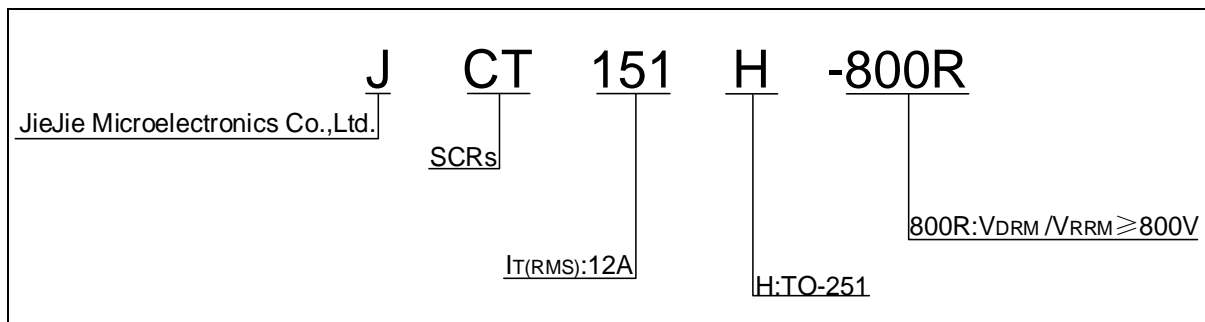 J CT 151 H -800R
JieJie Microelectronics Co.,Ltd.
SCRs
800R:VDRM /VRRM≥800V
IT(RMS):12A
H:TO-251